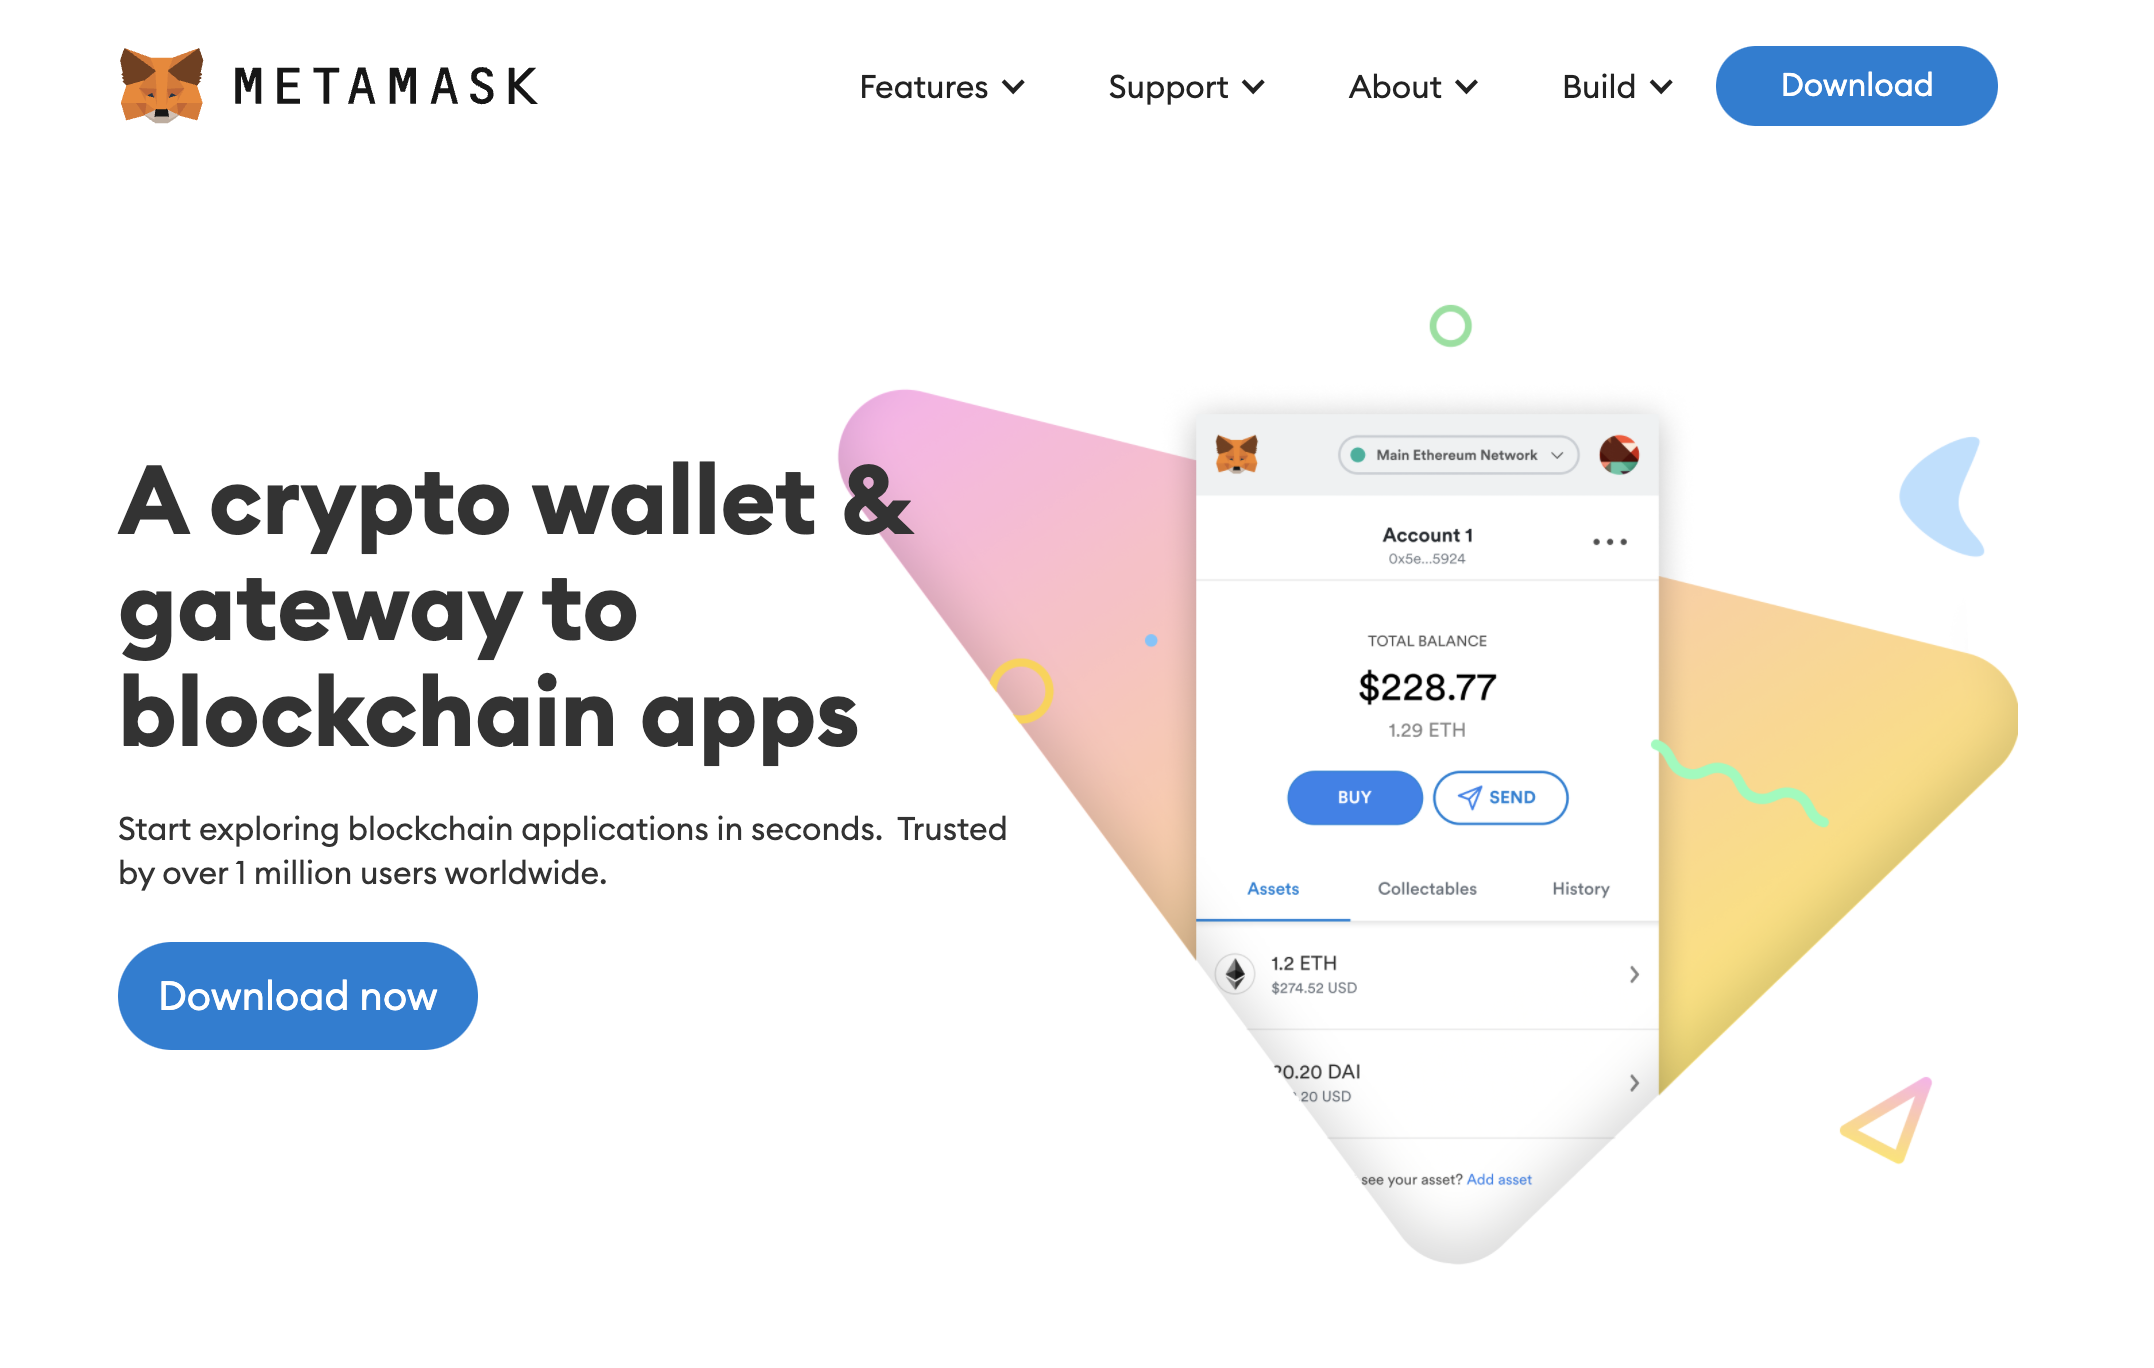 METAMASK
Features
Support
About
Build
Download
A crypto wallet &
gateway to
blockchain apps
Start exploring blockchain applications in seconds. Trusted
by over 1 million users worldwide.
Download now
Main Ethereum Network
Account 1
0x5e...5924
TOTAL BALANCE
$228.77
1.29 ETH
BUY
SEND
Assets
Collectables
History
1.2 ETH
$274.52 USD
0.20 DAI
.20 USD
see your asset? Add asset